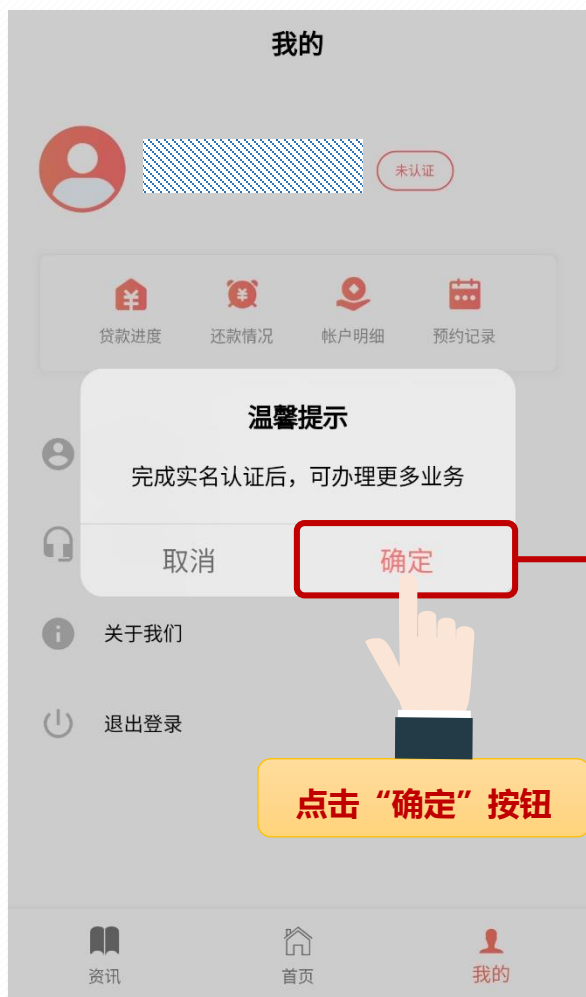 我的
未认证
贷款进度 还款情况 帐户明细 预约记录
温馨提示
完成实名认证后，可办理更多业务
取消 确定
关于我们
退出登录
点击“确定”按钮
资讯 首页 我的